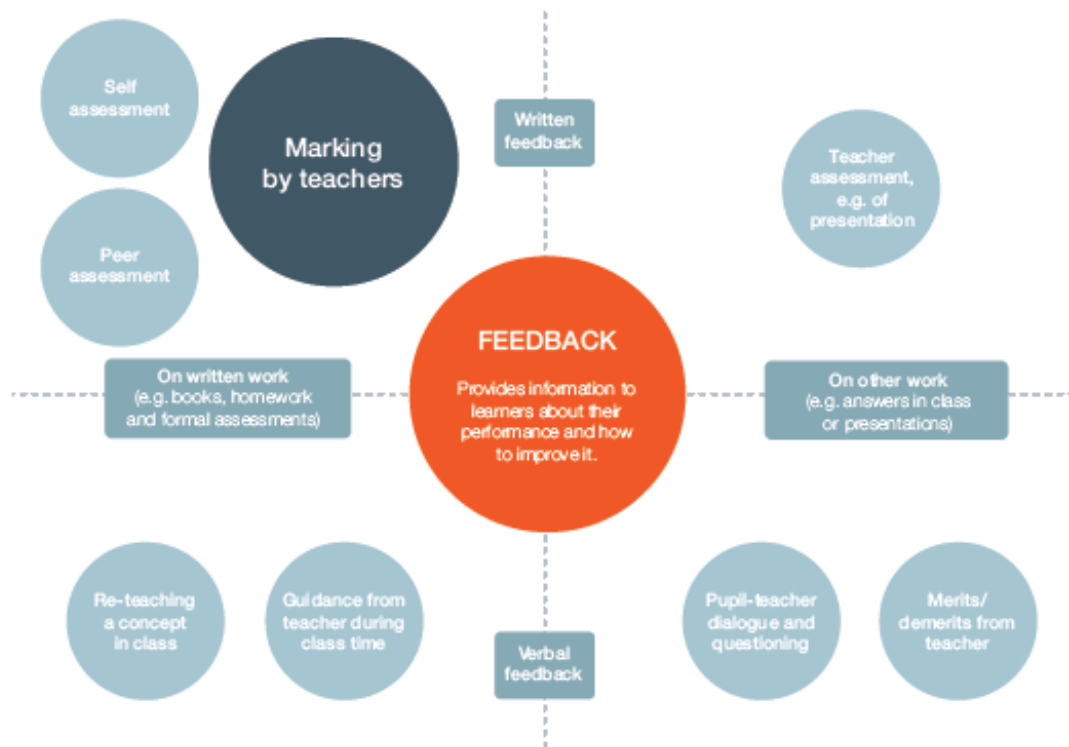 Self
assessment
Marking
by teachers
Written
feedback
Teacher
assessment,
e.g. of
presentation
Peer
assessment
FEEDBACK
Provides information to
learners about their
performance and how
to improve it.
On written work
(e.g. books, homework
and formal assessments)
On other work
(e.g. answers in class
or presentations)
Re-teaching
a concept
in class
Guidance from
teacher during
class time
Verbal
feedback
Pupil-teacher
dialogue and
questioning
Merits/
demerits from
teacher